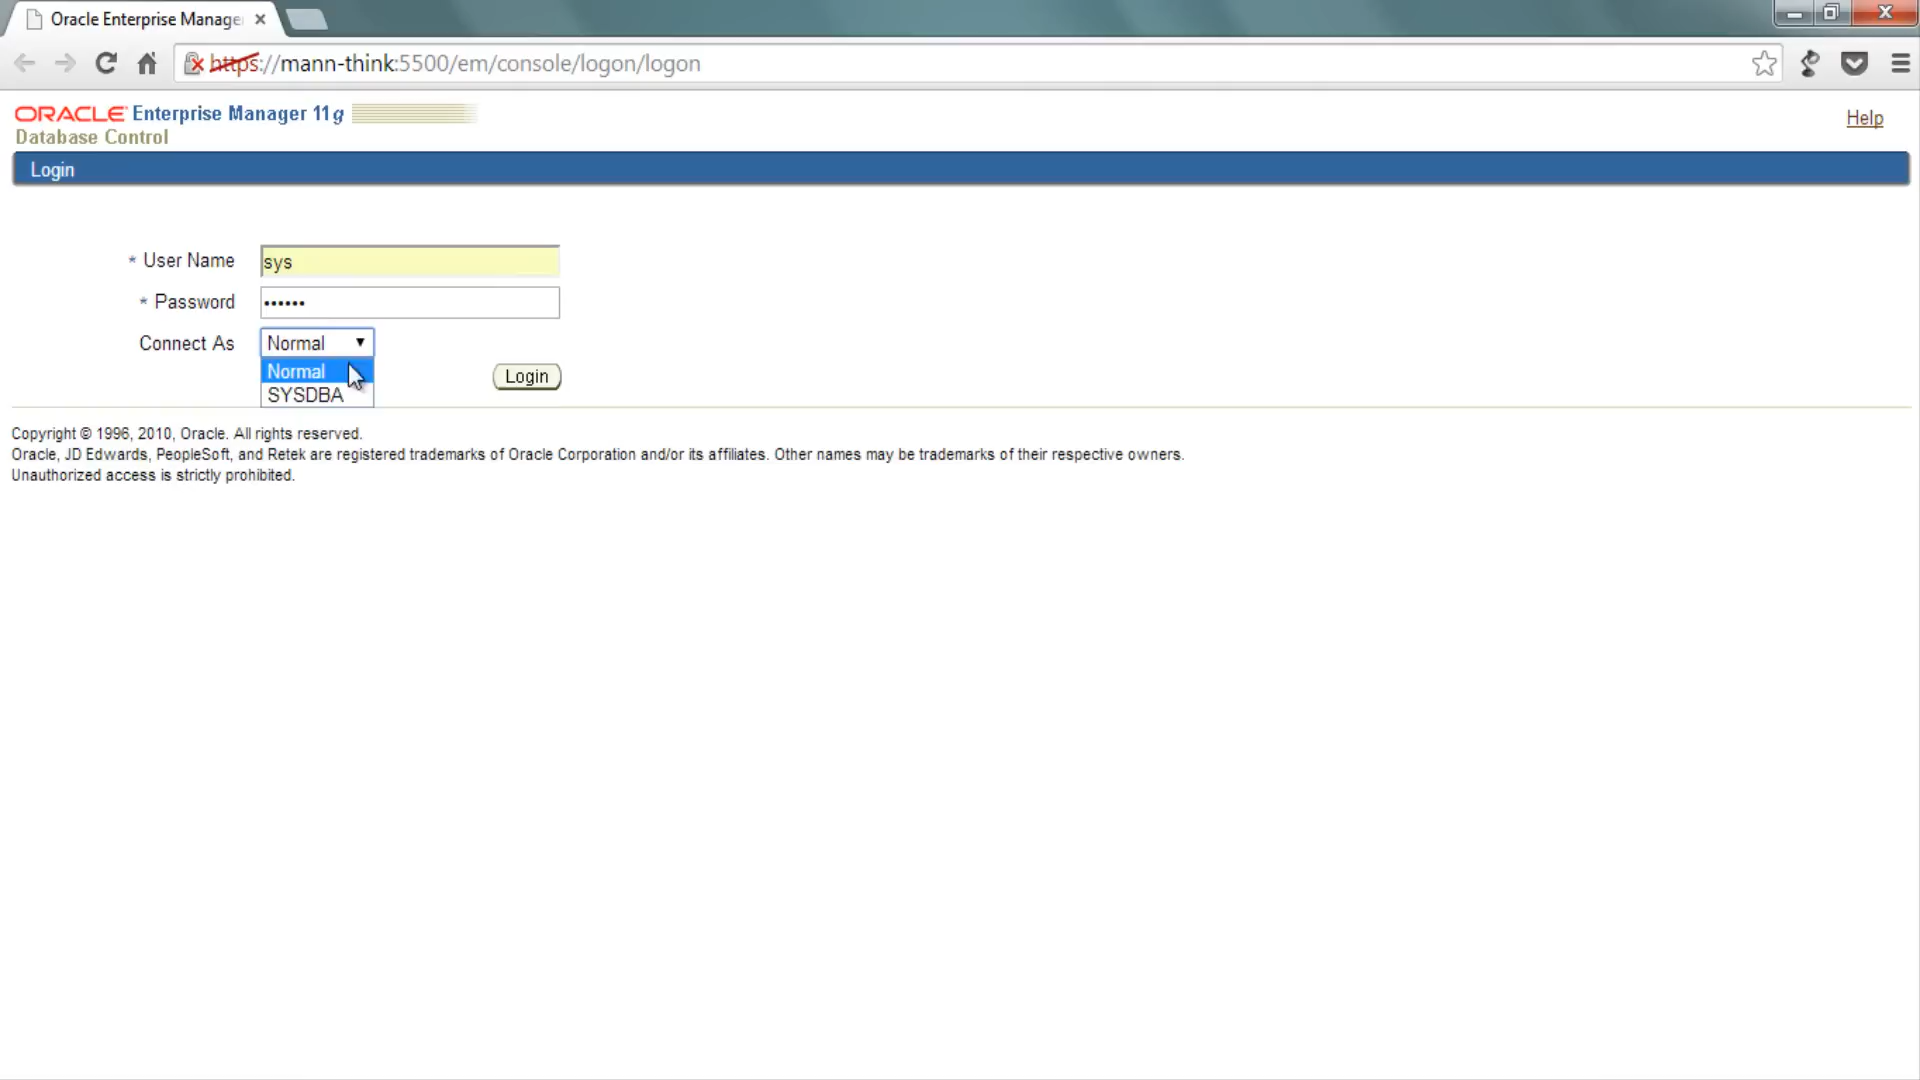 Oracle Enterprise Manage
https://mann-think:5500/em/console/logon/logon
ORACLE Enterprise Manager 11g
Database Control
Help
Login
* User Name sys
* Password ••••••
Connect As Normal
Normal
SYSDBA
Login
Copyright © 1996, 2010, Oracle. All rights reserved.
Oracle, JD Edwards, PeopleSoft, and Retek are registered trademarks of Oracle Corporation and/or its affiliates. Other names may be trademarks of their respective owners.
Unauthorized access is strictly prohibited.